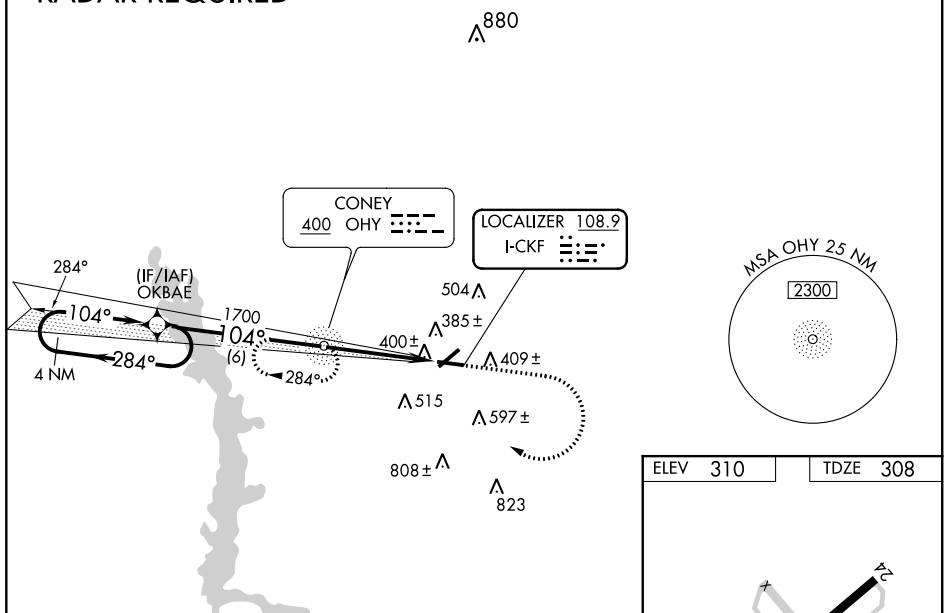 RADAR REQUIRED
880
CONEY
400 OHY
LOCALIZER 108.9
I-CKF
MSA OHY 25 NM
2300
284°
(IF/IAF)
OKBAE
104°
1700
104°
(6)
284°
4 NM
284°
504
385±
400±
409±
515
597±
808±
823
ELEV 310
TDZE 308
24
X